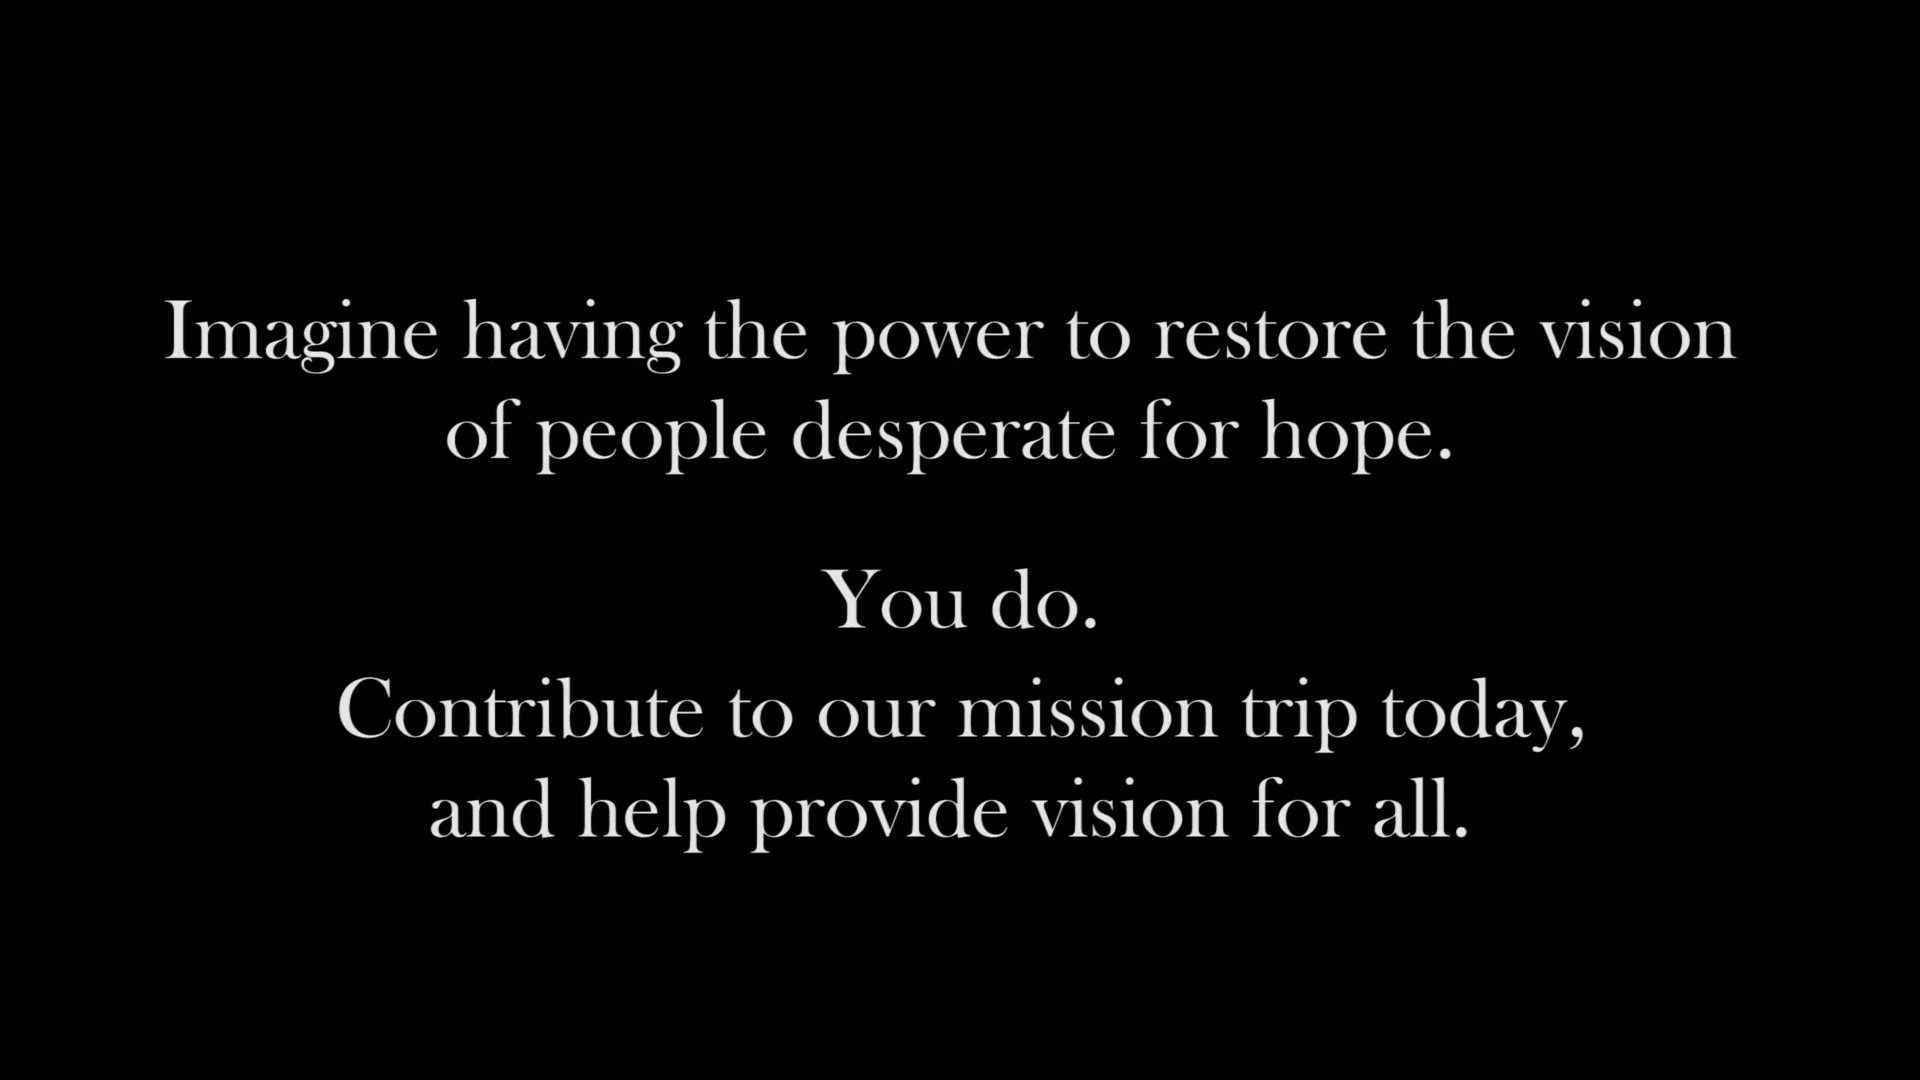 Imagine having the power to restore the vision
of people desperate for hope.
You do.
Contribute to our mission trip today,
and help provide vision for all.